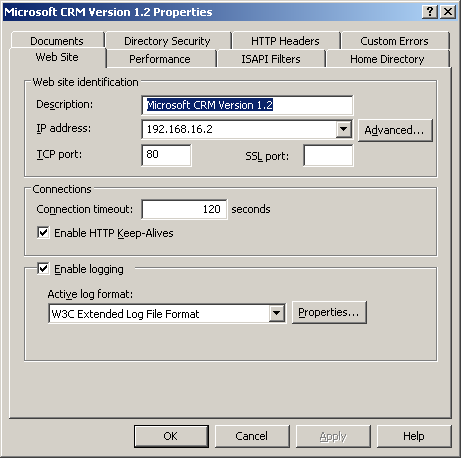 Microsoft CRM Version 1.2 Properties
Documents Directory Security HTTP Headers Custom Errors
Web Site Performance ISAPI Filters Home Directory
Web site identification
Description: Microsoft CRM Version 1.2
IP address: 192.168.16.2 Advanced...
TCP port: 80 SSL port:
Connections
Connection timeout: 120 seconds
Enable HTTP Keep-Alives
Enable logging
Active log format:
W3C Extended Log File Format Properties...
OK Cancel Apply Help